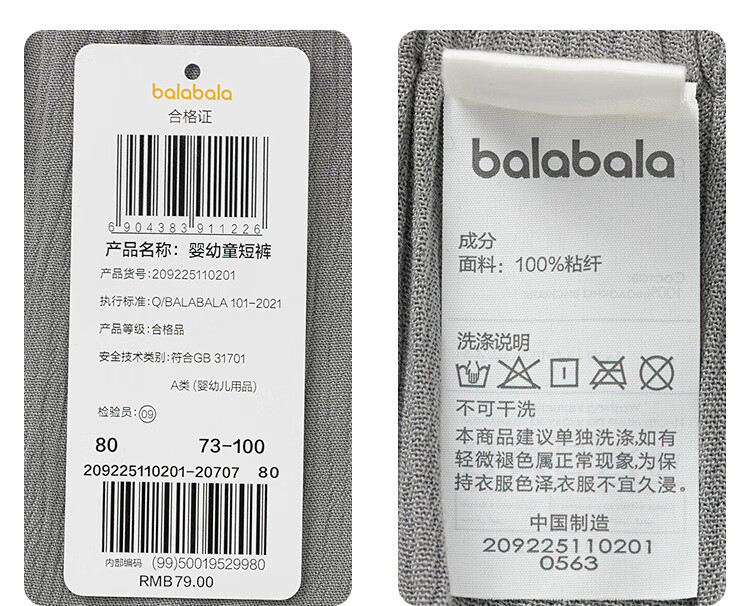 balabala
合格证
6 904383 911226
产品名称：婴幼童短裤
产品货号:209225110201
执行标准:Q/BALABALA 101-2021
产品等级:合格品
安全技术类别:符合GB 31701
A类 (婴幼儿用品)
检验员:09
80 73-100
209225110201-20707 80
内部编码 (99)50019529980
RMB79.00
balabala
成分
面料：100%粘纤
洗涤说明
不可干洗
本商品建议单独洗涤,如有
轻微褪色属正常现象,为保
持衣服色泽,衣服不宜久浸。
中国制造
209225110201
0563